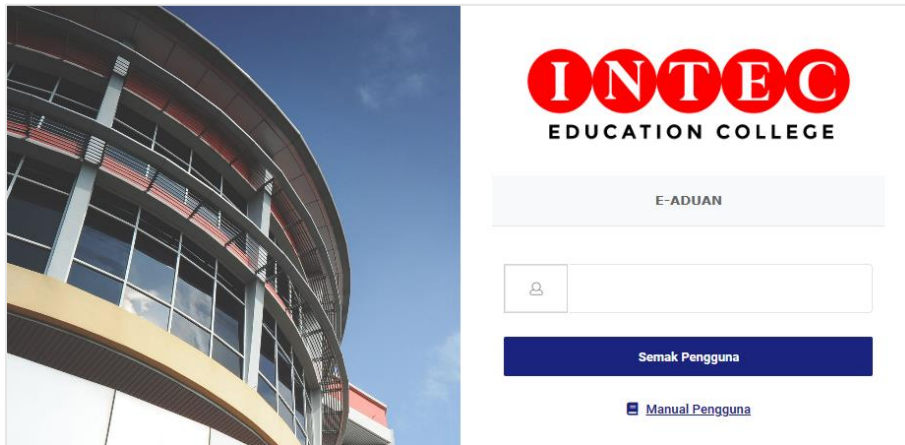 INTEC
EDUCATION COLLEGE
E-ADUAN
Semak Pengguna
Manual Pengguna